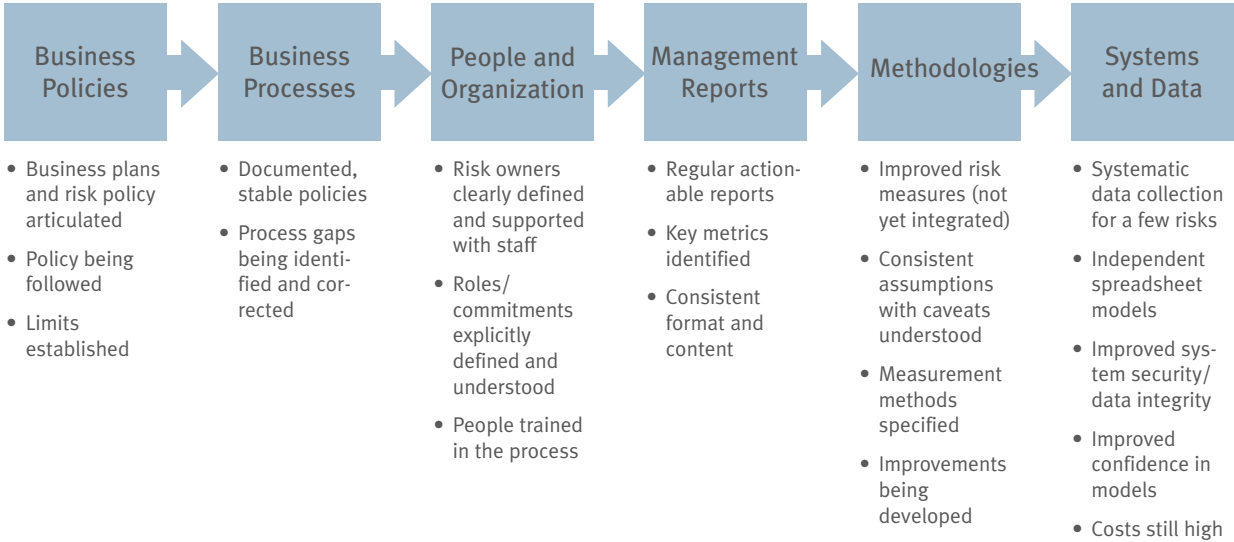 Business
Policies
Business
Processes
People and
Organization
Management
Reports
Methodologies
Systems
and Data
• Business plans
and risk policy
articulated
• Policy being
followed
• Limits
established
• Documented,
stable policies
• Process gaps
being identi-
fied and cor-
rected
• Risk owners
clearly defined
and supported
with staff
• Roles/
commitments
explicitly
defined and
understood
• People trained
in the process
• Regular action-
able reports
• Key metrics
identified
• Consistent
format and
content
• Improved risk
measures (not
yet integrated)
• Consistent
assumptions
with caveats
understood
• Measurement
methods
specified
• Improvements
being
developed
• Systematic
data collection
for a few risks
• Independent
spreadsheet
models
• Improved sys-
tem security/
data integrity
• Improved
confidence in
models
• Costs still high